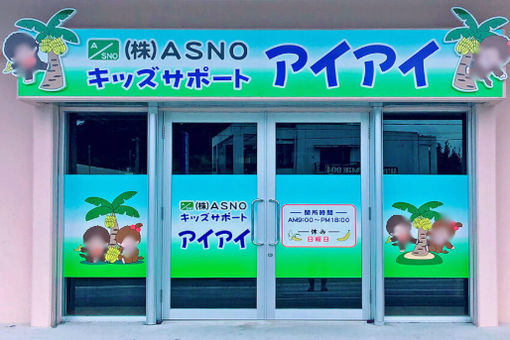 A
SNO
(株)ASNO
キッズサポート
アイアイ
(株)ASNO
キッズサポート
アイアイ
開所時間
AM9:00〜PM18:00
休み
日曜日